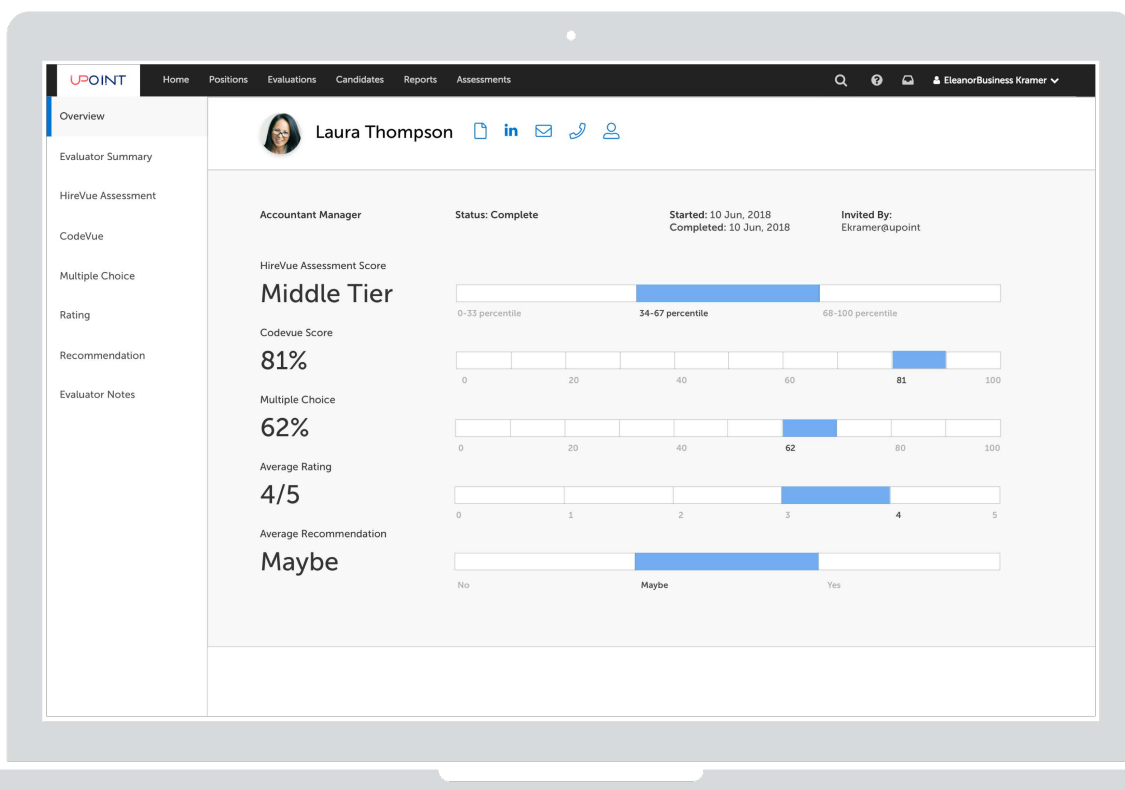 UPOINT Home Positions Evaluations Candidates Reports Assessments EleanorBusiness Kramer
Overview
Evaluator Summary
HireVue Assessment
CodeVue
Multiple Choice
Rating
Recommendation
Evaluator Notes
Laura Thompson in
Accountant Manager Status: Complete Started: 10 Jun, 2018 Invited By:
Completed: 10 Jun, 2018 Ekramer@upoint
HireVue Assessment Score
Middle Tier
0-33 percentile 34-67 percentile 68-100 percentile
Codevue Score
81%
0 20 40 60 81 100
Multiple Choice
62%
0 20 40 62 80 100
Average Rating
4/5
0 1 2 3 4 5
Average Recommendation
Maybe
No Maybe Yes